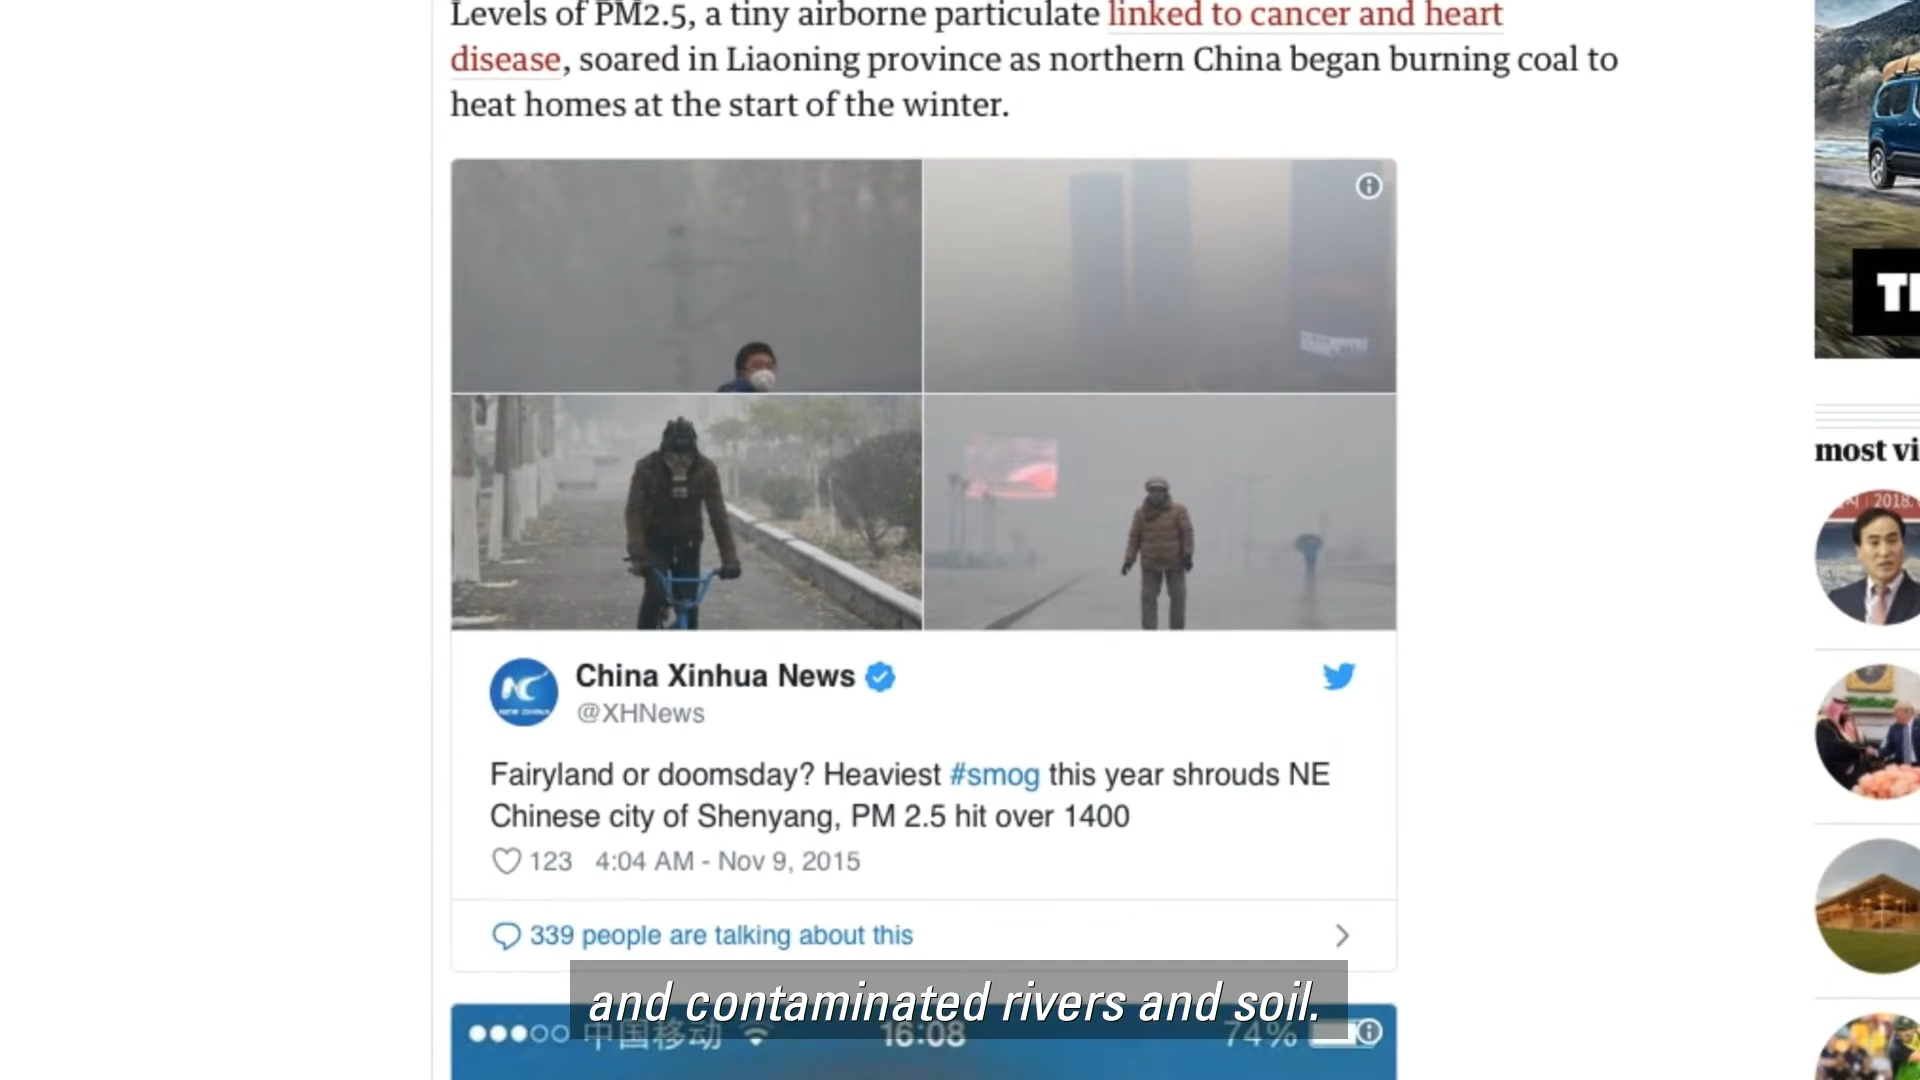 Levels of PM2.5, a tiny airborne particulate linked to cancer and heart
disease, soared in Liaoning province as northern China began burning coal to
heat homes at the start of the winter.
China Xinhua News
@XHNews
Fairyland or doomsday? Heaviest #smog this year shrouds NE
Chinese city of Shenyang, PM 2.5 hit over 1400
123 4:04 AM - Nov 9, 2015
339 people are talking about this
and contaminated rivers and soil.
中国移动 16:08 74%
most vi
2018.